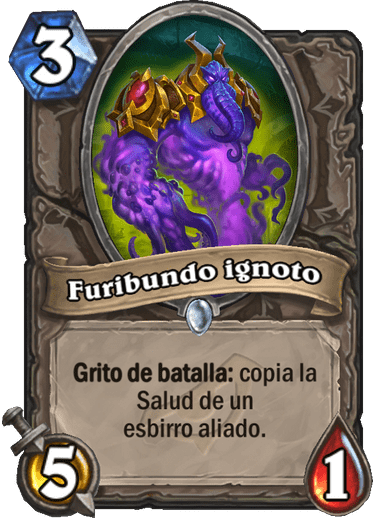 3
Furibundo ignoto
Grito de batalla: copia la
Salud de un
esbirro aliado.
5
1